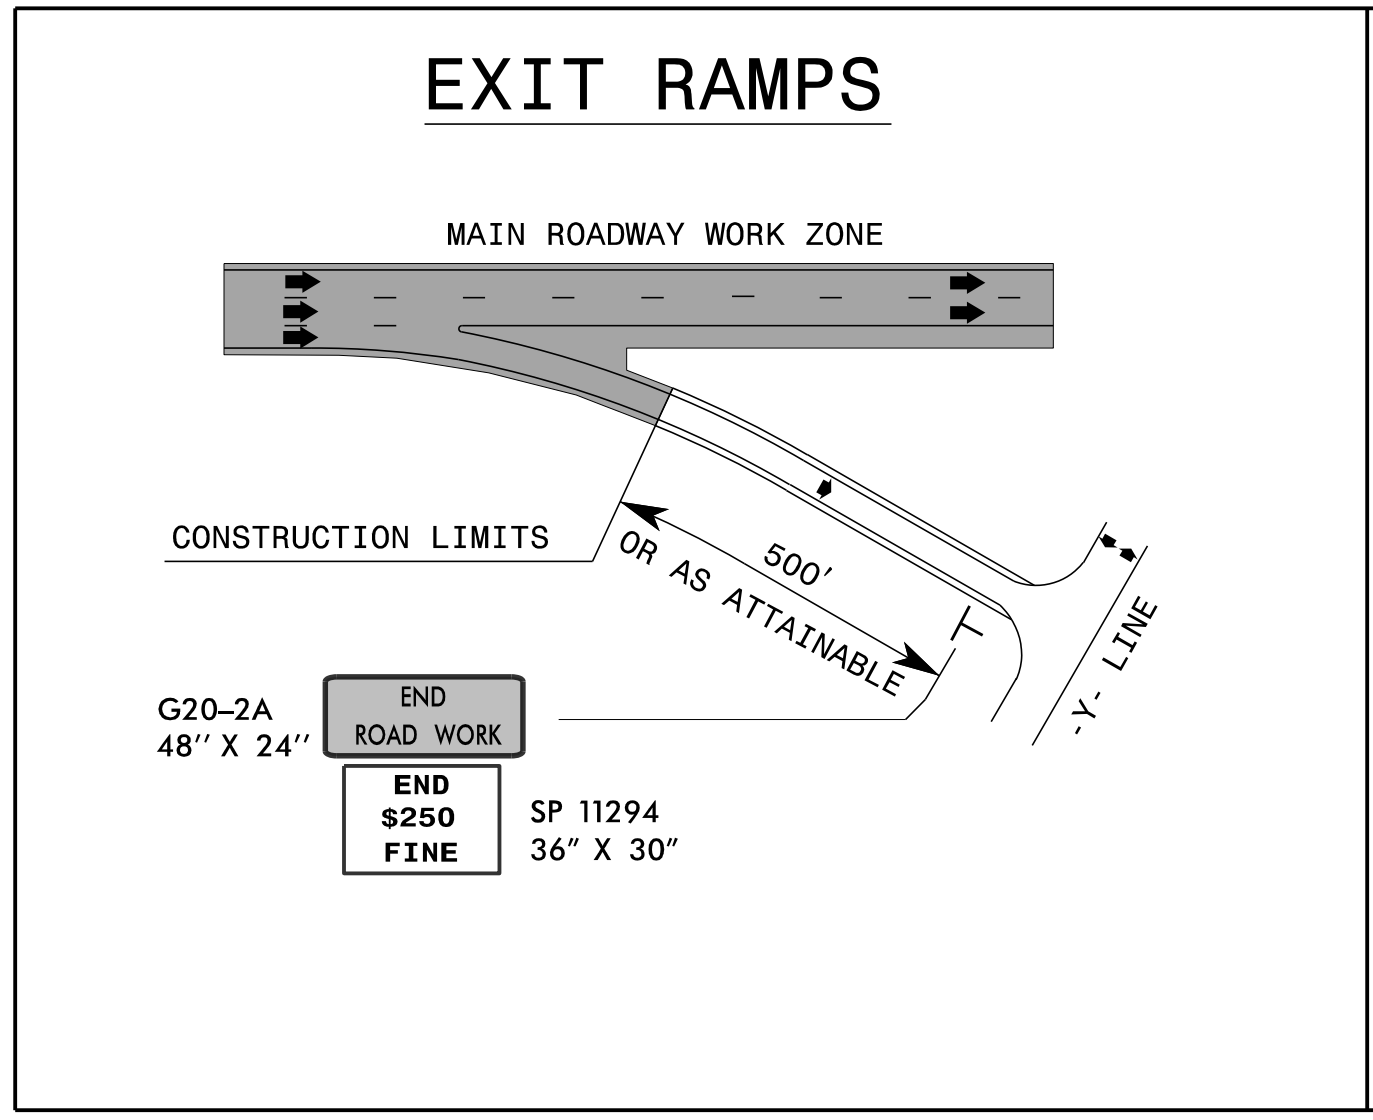 EXIT RAMPS
MAIN ROADWAY WORK ZONE
CONSTRUCTION LIMITS
500'
OR AS ATTAINABLE
-Y- LINE
G20-2A
48'' X 24''
END
ROAD WORK
END
$250
FINE
SP 11294
36" X 30"